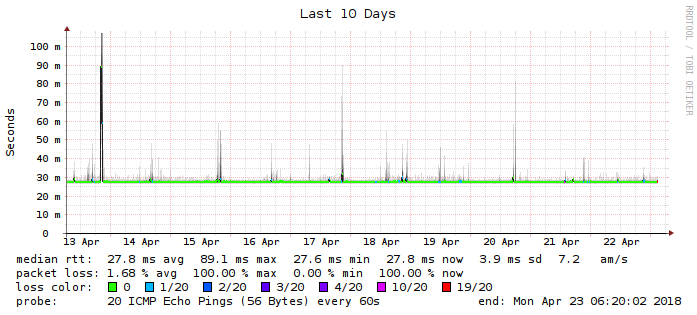 Last 10 Days
RRDTOOL / TOBI OETIKER
Seconds
100 m
90 m
80 m
70 m
60 m
50 m
40 m
30 m
20 m
10 m
0
13 Apr 14 Apr 15 Apr 16 Apr 17 Apr 18 Apr 19 Apr 20 Apr 21 Apr 22 Apr
median rtt: 27.8 ms avg 89.1 ms max 27.6 ms min 27.8 ms now 3.9 ms sd 7.2 am/s
packet loss: 1.68 % avg 100.00 % max 0.00 % min 100.00 % now
loss color: 0 1/20 2/20 3/20 4/20 10/20 19/20
probe: 20 ICMP Echo Pings (56 Bytes) every 60s end: Mon Apr 23 06:20:02 2018